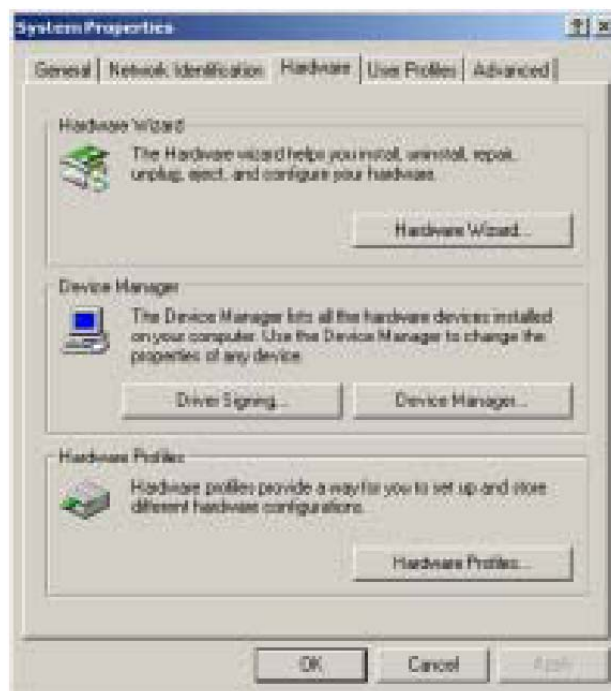 System Properties
General Network Identification Hardware User Profiles Advanced
Hardware Wizard
The Hardware wizard helps you install, uninstall, repair,
unplug, eject, and configure your hardware.
Hardware Wizard...
Device Manager
The Device Manager lists all the hardware devices installed
on your computer. Use the Device Manager to change the
properties of any device.
Driver Signing... Device Manager...
Hardware Profiles
Hardware profiles provide a way for you to set up and store
different hardware configurations.
Hardware Profiles...
OK Cancel Apply